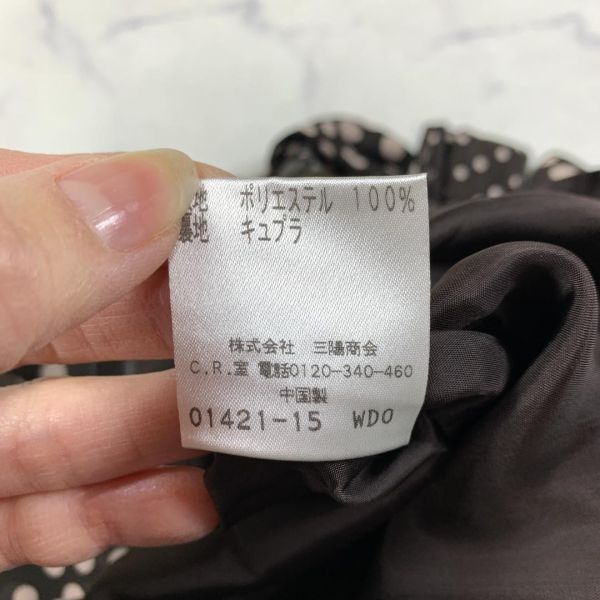 地 ポリエステル 100%
裏地 キュプラ
株式会社 三陽商会
C.R.室 電話0120-340-460
中国製
01421-15 WDO